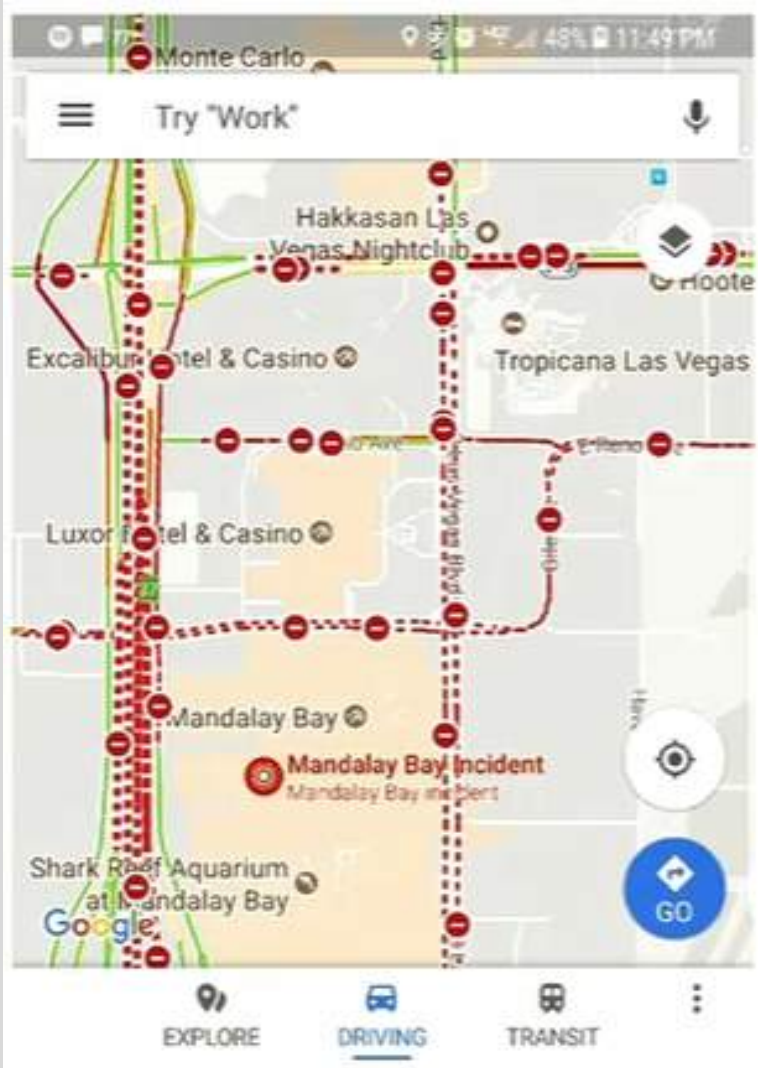 48% 11:49 PM
Monte Carlo
Try "Work"
Hakkasan Las
Vegas Nightclub
Hoote
Excalibur Hotel & Casino
Tropicana Las Vegas
E Reno
Luxor Hotel & Casino
Mandalay Bay
Mandalay Bay Incident
Mandalay Bay incident
Shark Reef Aquarium
at Mandalay Bay
Google
GO
EXPLORE
DRIVING
TRANSIT